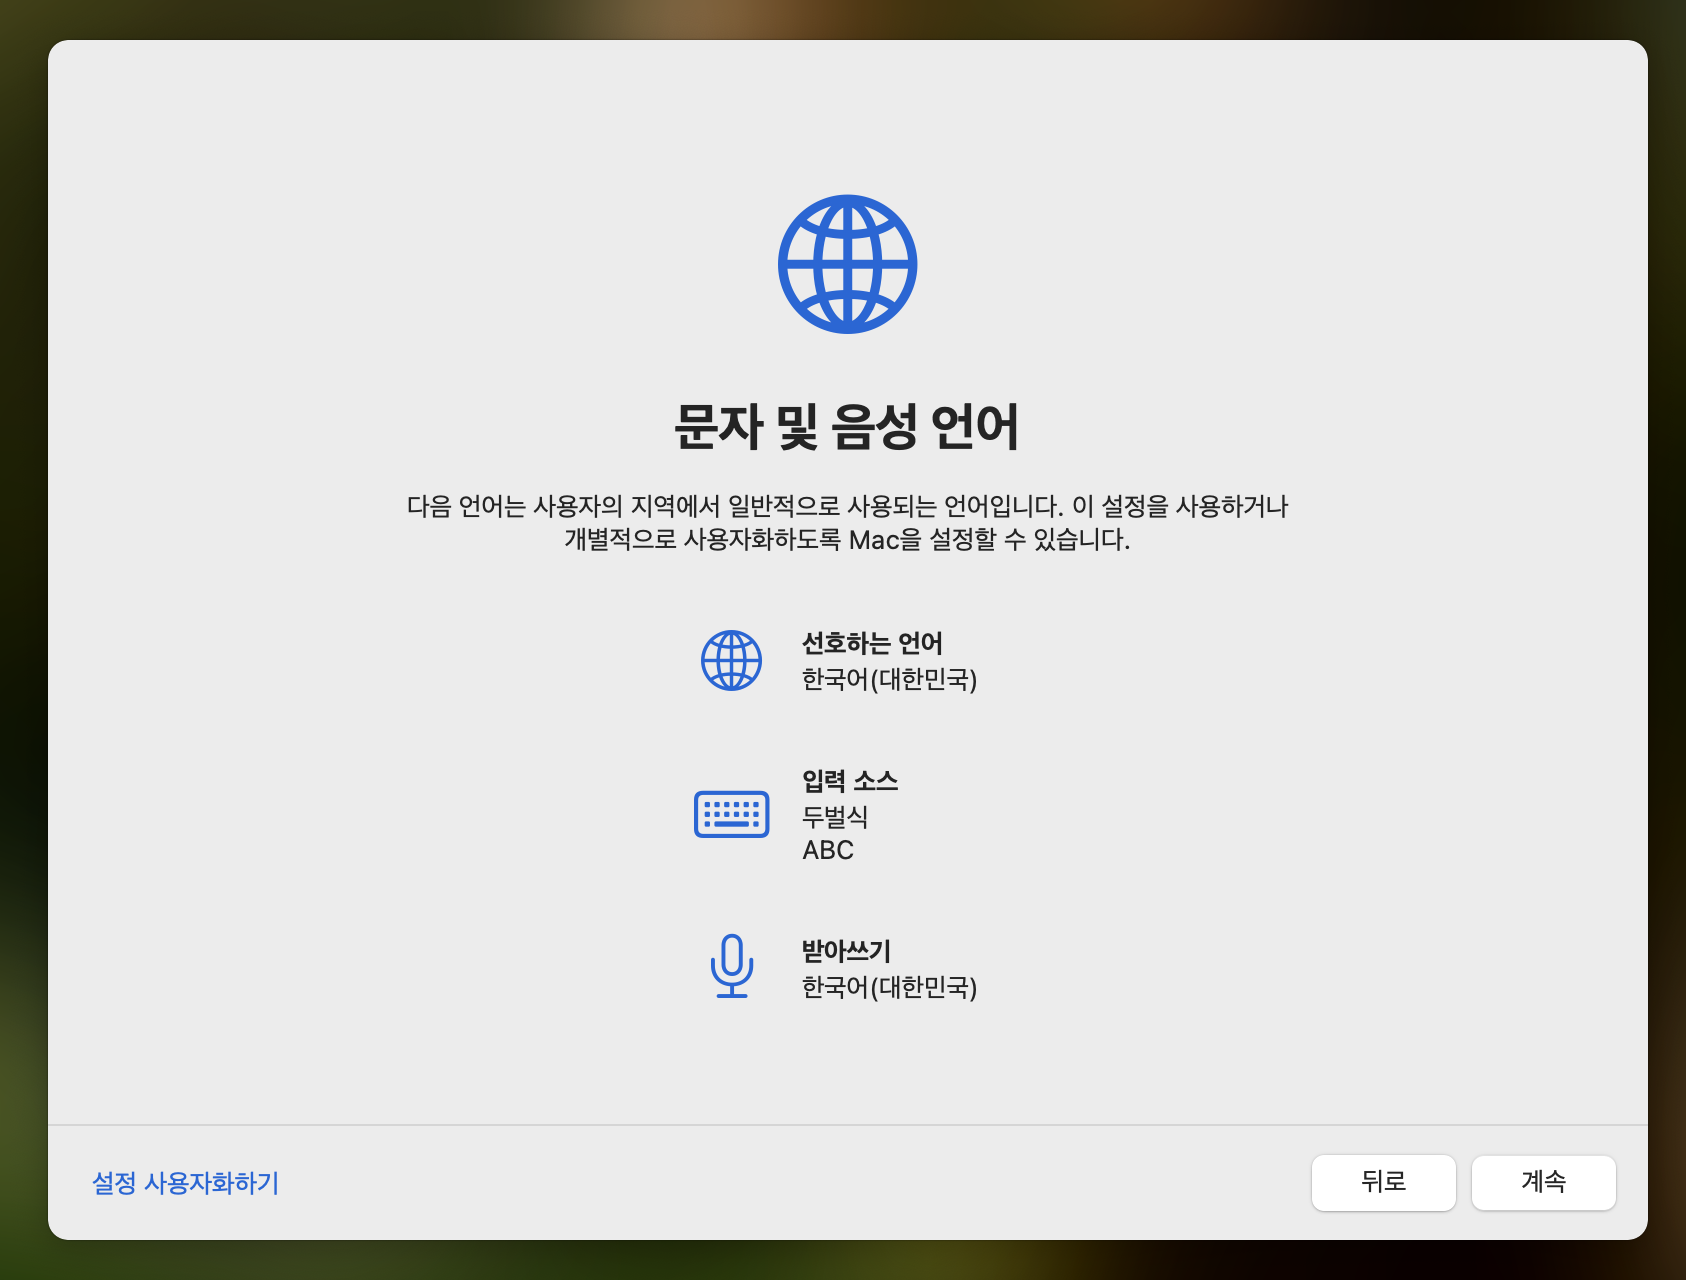 문자 및 음성 언어
다음 언어는 사용자의 지역에서 일반적으로 사용되는 언어입니다. 이 설정을 사용하거나
개별적으로 사용자화하도록 Mac을 설정할 수 있습니다.
선호하는 언어
한국어(대한민국)
입력 소스
두벌식
ABC
받아쓰기
한국어(대한민국)
설정 사용자화하기
뒤로
계속